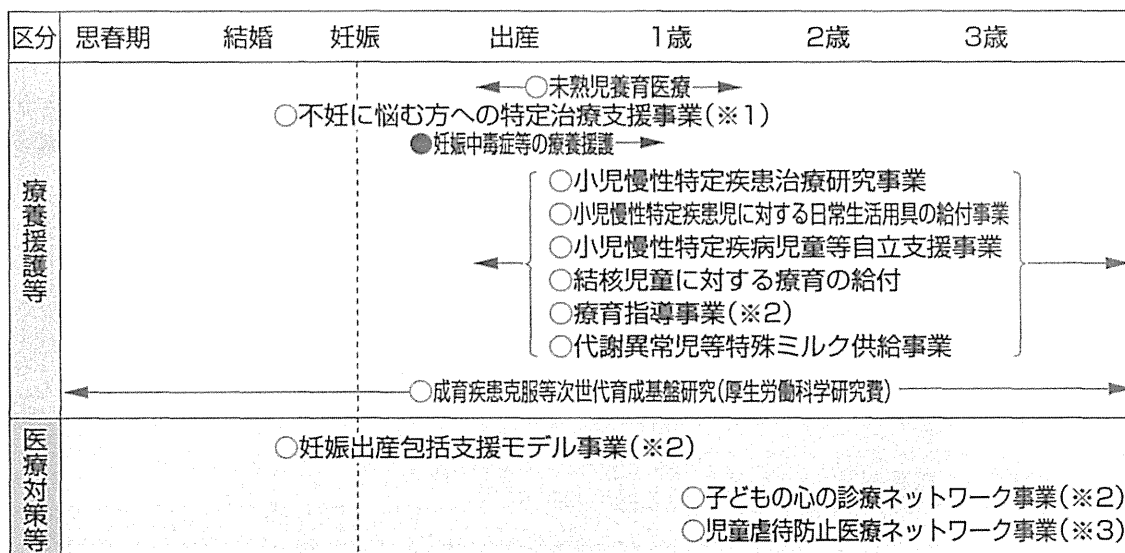 区分 思春期 結婚 妊娠 出産 1歳 2歳 3歳
療養援護等
○未熟児養育医療
○不妊に悩む方への特定治療支援事業(※1)
●妊娠中毒症等の療養援護
○小児慢性特定疾患治療研究事業
○小児慢性特定疾患児に対する日常生活用具の給付事業
○小児慢性特定疾病児童等自立支援事業
○結核児童に対する療育の給付
○療育指導事業(※2)
○代謝異常児等特殊ミルク供給事業
○成育疾患克服等次世代育成基盤研究(厚生労働科学研究費)
医療対策等
○妊娠出産包括支援モデル事業(※2)
○子どもの心の診療ネットワーク事業(※2)
○児童虐待防止医療ネットワーク事業(※3)